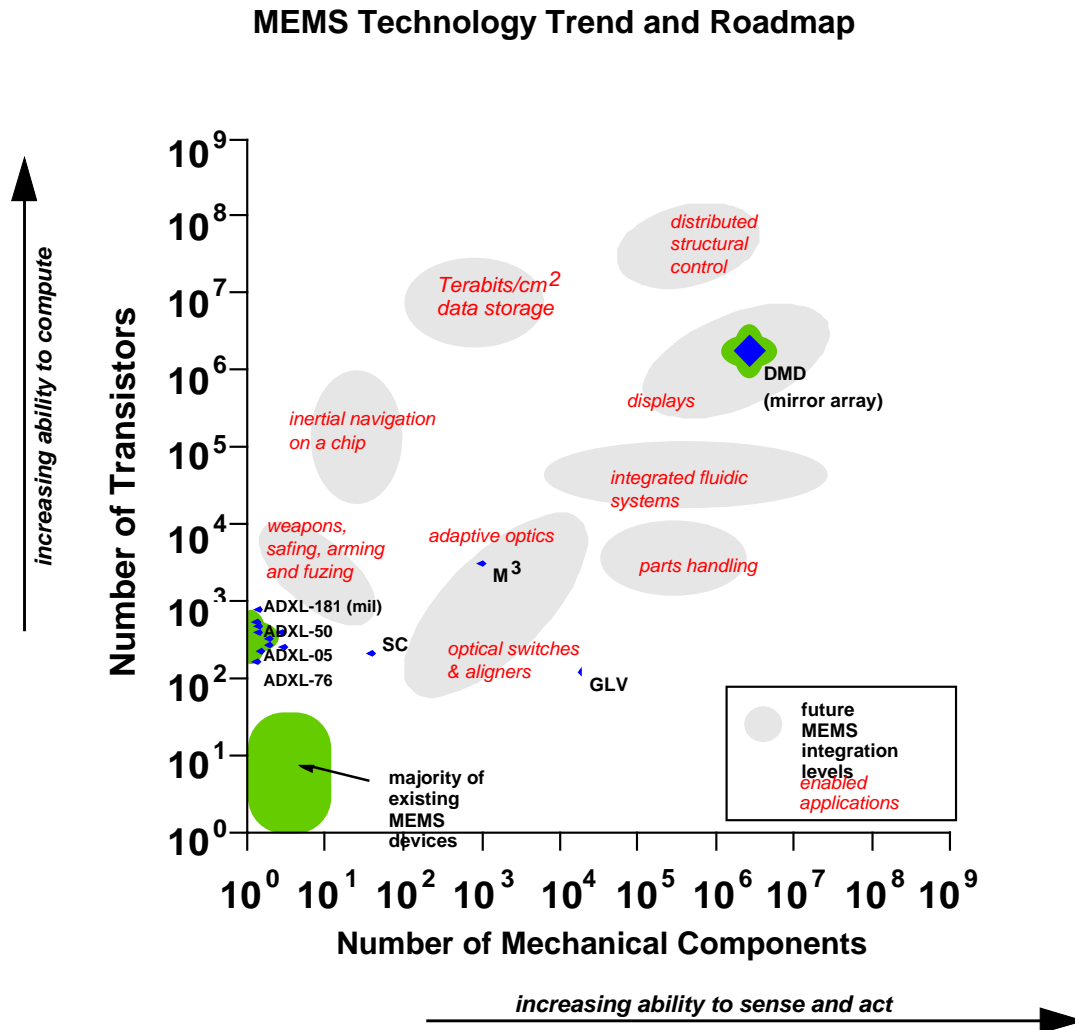 MEMS Technology Trend and Roadmap
increasing ability to compute
Number of Transistors
10^9
10^8
10^7
10^6
10^5
10^4
10^3
10^2
10^1
10^0
distributed
structural
control
Terabits/cm^2
data storage
DMD
(mirror array)
displays
inertial navigation
on a chip
integrated fluidic
systems
weapons,
safing, arming
and fuzing
adaptive optics
M^3
parts handling
ADXL-181 (mil)
ADXL-50
ADXL-05
ADXL-76
SC
optical switches
& aligners
GLV
majority of
existing
MEMS
devices
future
MEMS
integration
levels
enabled
applications
10^0 10^1 10^2 10^3 10^4 10^5 10^6 10^7 10^8 10^9
Number of Mechanical Components
increasing ability to sense and act